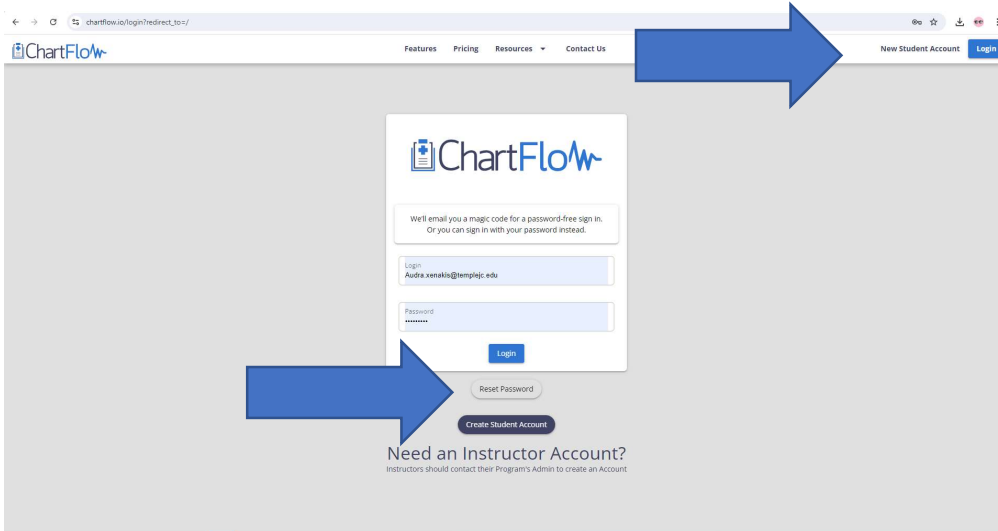 chartflow.io/login?redirect_to=/
ChartFlow
Features Pricing Resources Contact Us New Student Account Login
ChartFlow
We'll email you a magic code for a password-free sign in.
Or you can sign in with your password instead.
Login
Audra.xenakis@templejc.edu
Password
•••••••••
Login
Reset Password
Create Student Account
Need an Instructor Account?
Instructors should contact their Program's Admin to create an Account